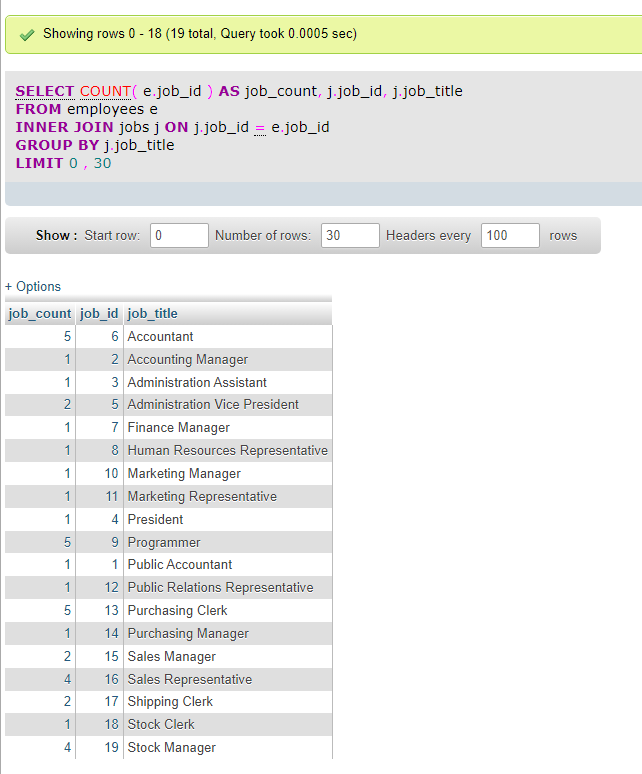 Showing rows 0 - 18 (19 total, Query took 0.0005 sec)
SELECT COUNT( e.job_id ) AS job_count, j.job_id, j.job_title
FROM employees e
INNER JOIN jobs j ON j.job_id = e.job_id
GROUP BY j.job_title
LIMIT 0 , 30
Show : Start row: 0 Number of rows: 30 Headers every 100 rows
+ Options
job_count job_id job_title
5 6 Accountant
1 2 Accounting Manager
1 3 Administration Assistant
2 5 Administration Vice President
1 7 Finance Manager
1 8 Human Resources Representative
1 10 Marketing Manager
1 11 Marketing Representative
1 4 President
5 9 Programmer
1 1 Public Accountant
1 12 Public Relations Representative
5 13 Purchasing Clerk
1 14 Purchasing Manager
2 15 Sales Manager
4 16 Sales Representative
2 17 Shipping Clerk
1 18 Stock Clerk
4 19 Stock Manager